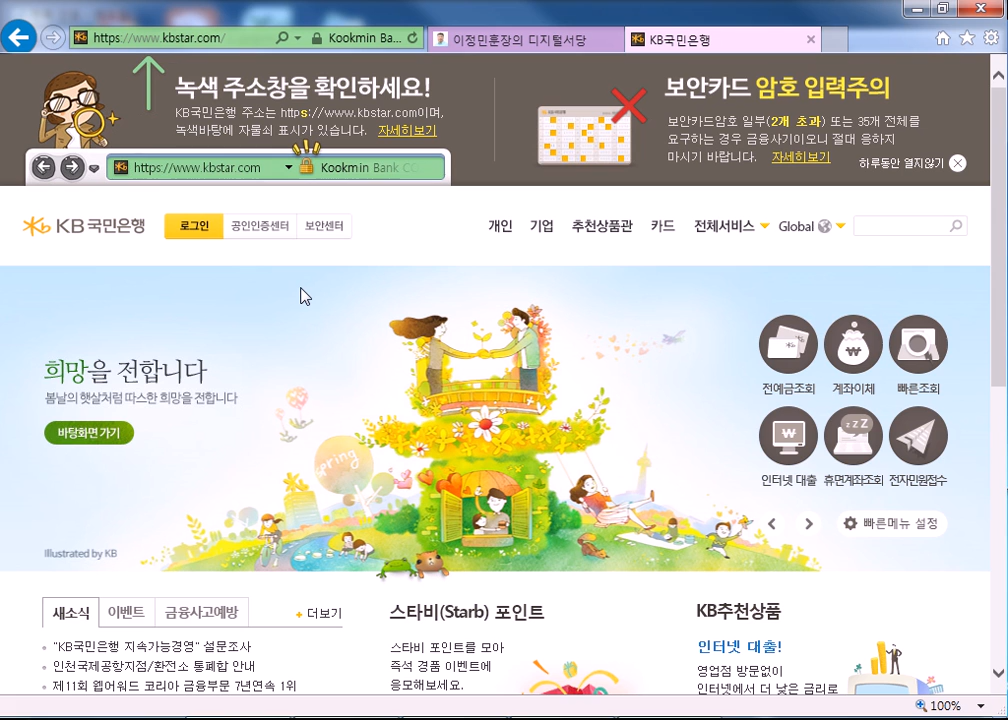 https://www.kbstar.com/
Kookmin Ba...
이정민훈장의 디지털서당
KB국민은행
녹색 주소창을 확인하세요!
KB국민은행 주소는 https://www.kbstar.com이며,
녹색바탕에 자물쇠 표시가 있습니다. 자세히보기
https://www.kbstar.com
Kookmin Bank CO
보안카드 암호 입력주의
보안카드암호 일부(2개 초과) 또는 35개 전체를
요구하는 경우 금융사기이오니 절대 응하지
마시기 바랍니다. 자세히보기
하루동안 열지않기
KB국민은행
로그인
공인인증센터
보안센터
개인
기업
추천상품관
카드
전체서비스
Global
희망을 전합니다
봄날의 햇살처럼 따스한 희망을 전합니다
바탕화면 가기
Spring
Illustrated by KB
전예금조회
계좌이체
빠른조회
인터넷 대출
휴면계좌조회
전자민원접수
빠른메뉴 설정
새소식
이벤트
금융사고예방
+ 더보기
"KB국민은행 지속가능경영" 설문조사
인천국제공항지점/환전소 통폐합 안내
제11회 웹어워드 코리아 금융부문 7년연속 1위
스타비(Starb) 포인트
스타비 포인트를 모아
즉석 경품 이벤트에
응모해보세요.
KB추천상품
인터넷 대출!
영업점 방문없이
인터넷에서 더 낮은 금리로
100%